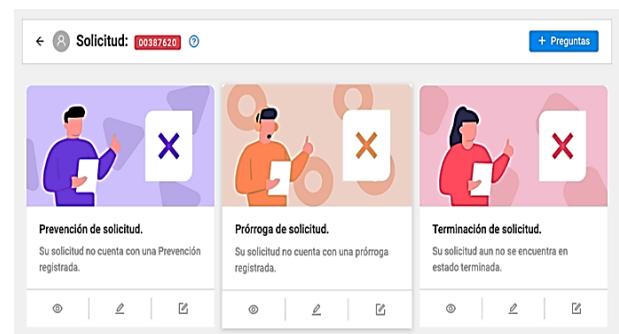 Solicitud: 00387620
+ Preguntas
Prevención de solicitud.
Su solicitud no cuenta con una Prevención
registrada.
Prórroga de solicitud.
Su solicitud no cuenta con una prórroga
registrada.
Terminación de solicitud.
Su solicitud aun no se encuentra en
estado terminada.